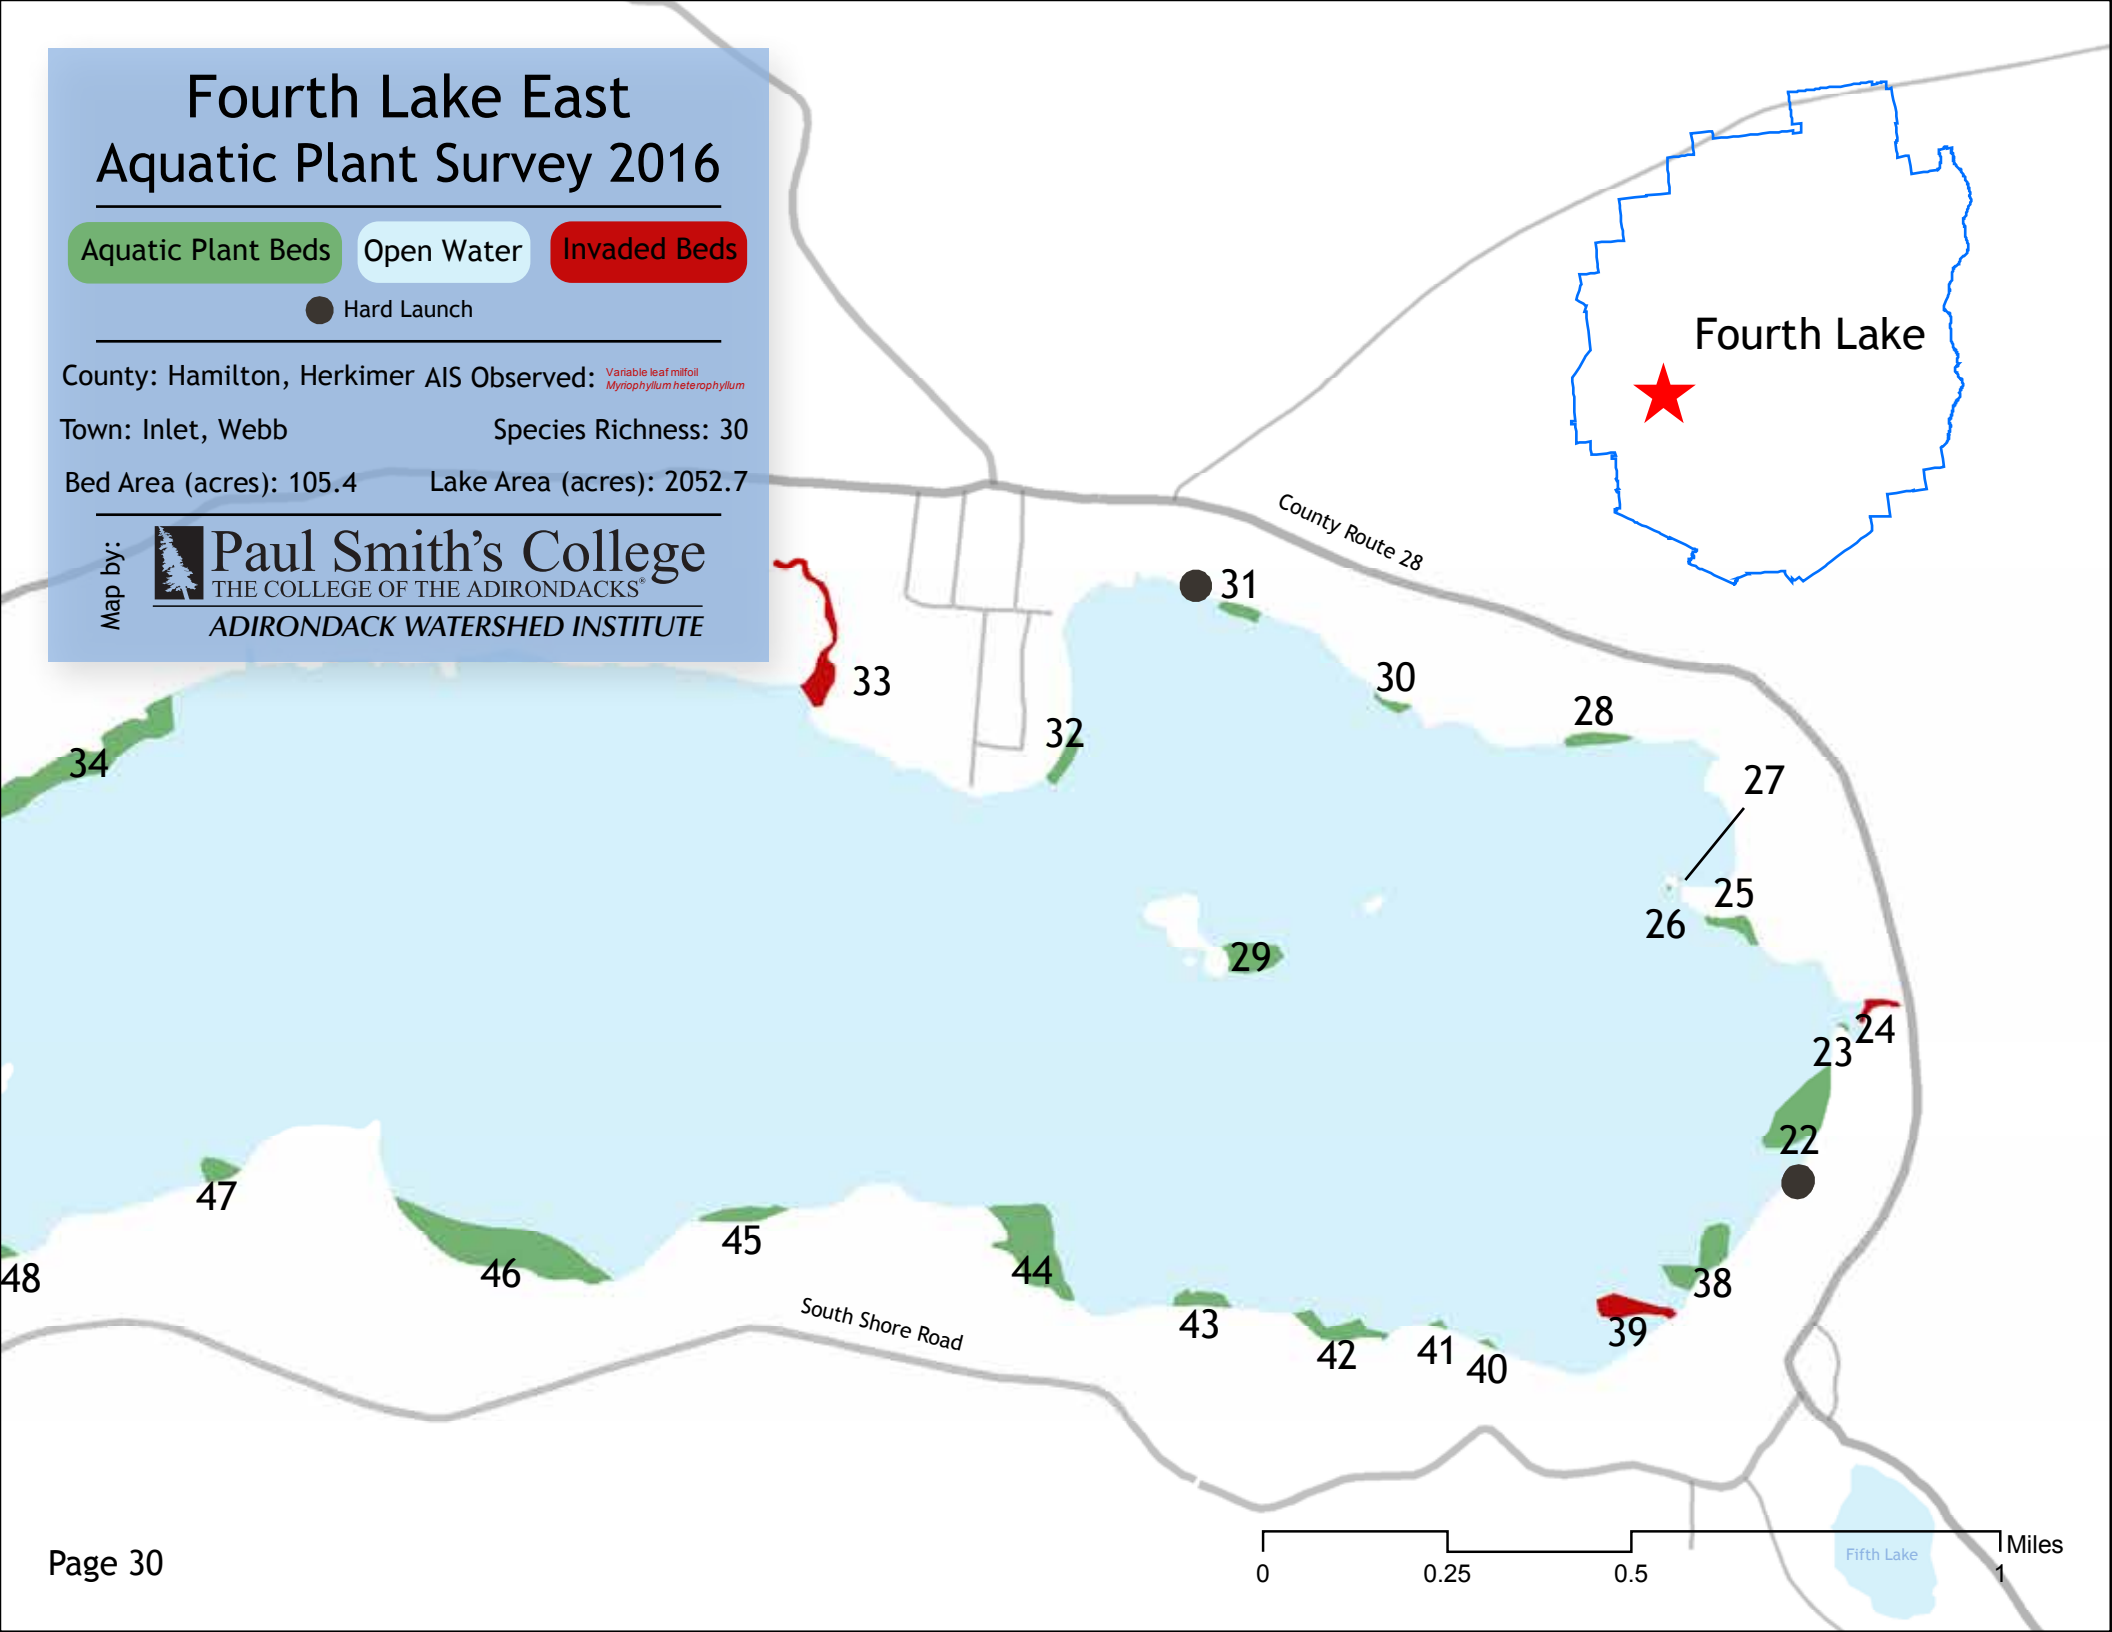 Fourth Lake East
Aquatic Plant Survey 2016
Aquatic Plant Beds
Open Water
Invaded Beds
Hard Launch
County: Hamilton, Herkimer
AIS Observed:
Variable leaf milfoil
Myriophyllum heterophyllum
Town: Inlet, Webb
Species Richness: 30
Bed Area (acres): 105.4
Lake Area (acres): 2052.7
Map by:
Paul Smith's College
THE COLLEGE OF THE ADIRONDACKS®
ADIRONDACK WATERSHED INSTITUTE
Fourth Lake
County Route 28
31
33
30
28
32
34
27
25
26
29
24
23
22
47
45
46
48
44
38
43
39
42
41
40
South Shore Road
Page 30
0
0.25
0.5
1
Miles
Fifth Lake